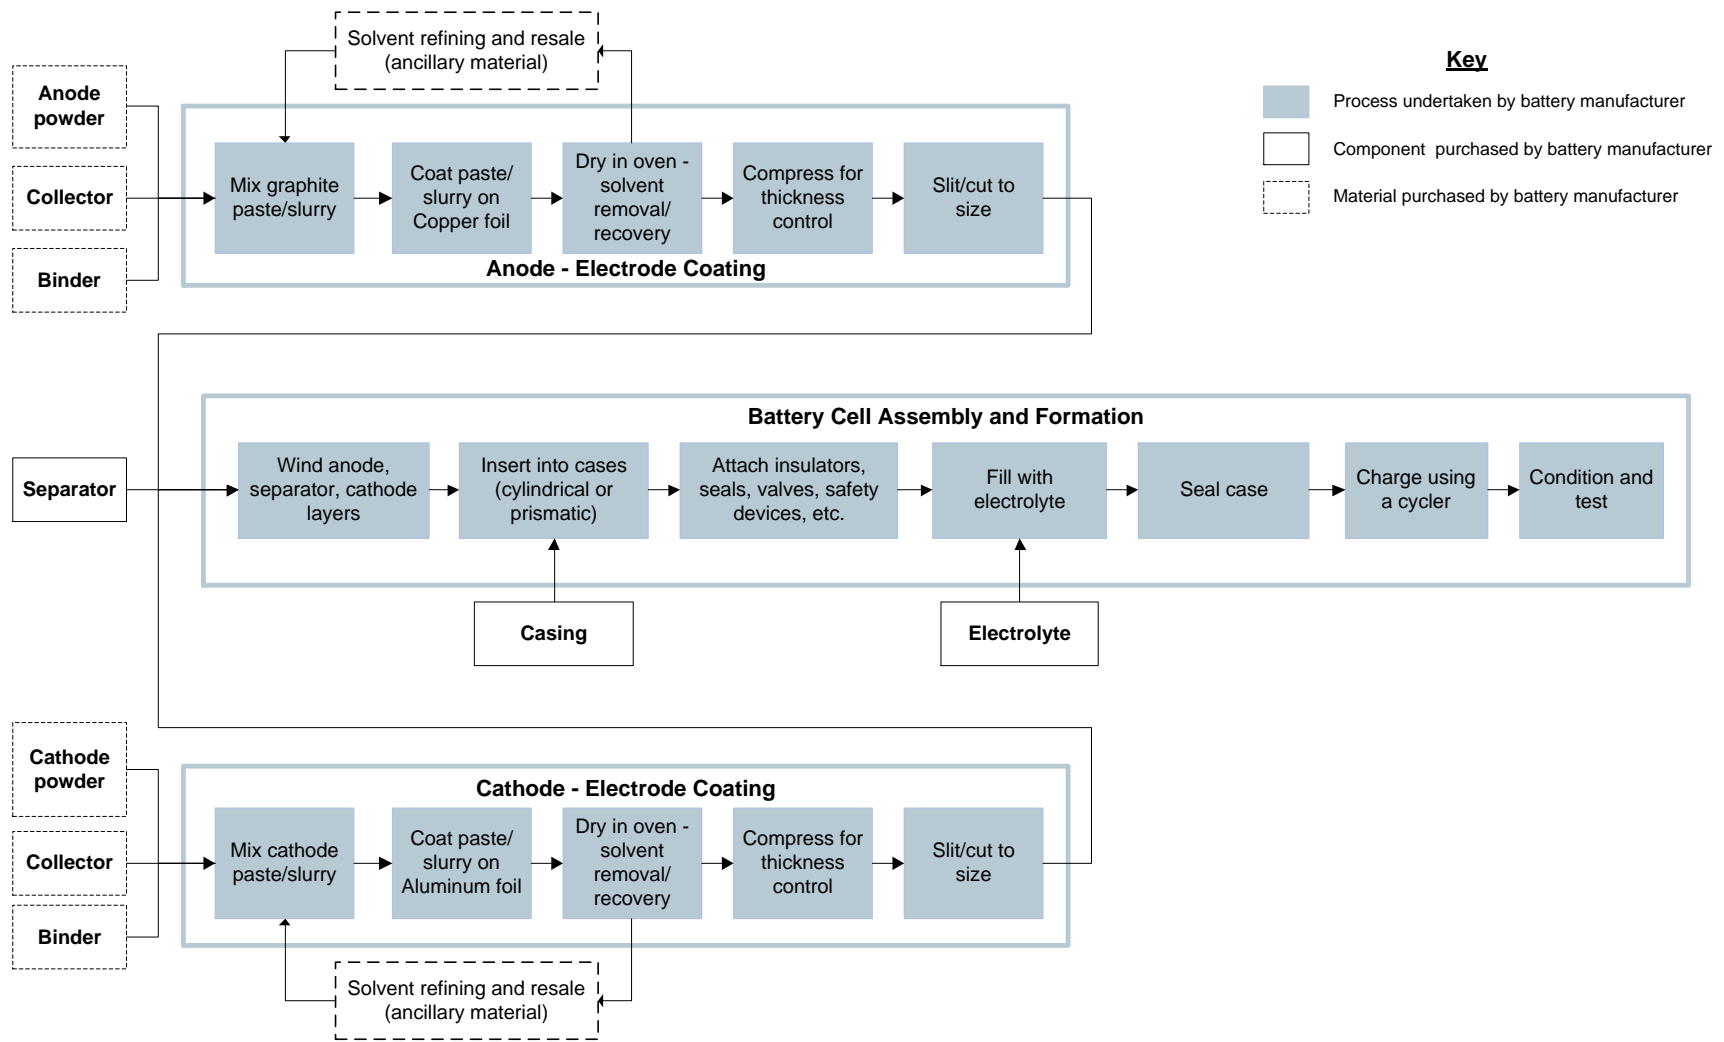 Solvent refining and resale
(ancillary material)
Key
Process undertaken by battery manufacturer
Component purchased by battery manufacturer
Material purchased by battery manufacturer
Anode
powder
Collector
Binder
Mix graphite
paste/slurry
Coat paste/
slurry on
Copper foil
Dry in oven -
solvent
removal/
recovery
Compress for
thickness
control
Slit/cut to
size
Anode - Electrode Coating
Battery Cell Assembly and Formation
Separator
Wind anode,
separator, cathode
layers
Insert into cases
(cylindrical or
prismatic)
Attach insulators,
seals, valves, safety
devices, etc.
Fill with
electrolyte
Seal case
Charge using
a cycler
Condition and
test
Casing
Electrolyte
Cathode
powder
Collector
Binder
Cathode - Electrode Coating
Mix cathode
paste/slurry
Coat paste/
slurry on
Aluminum foil
Dry in oven -
solvent
removal/
recovery
Compress for
thickness
control
Slit/cut to
size
Solvent refining and resale
(ancillary material)